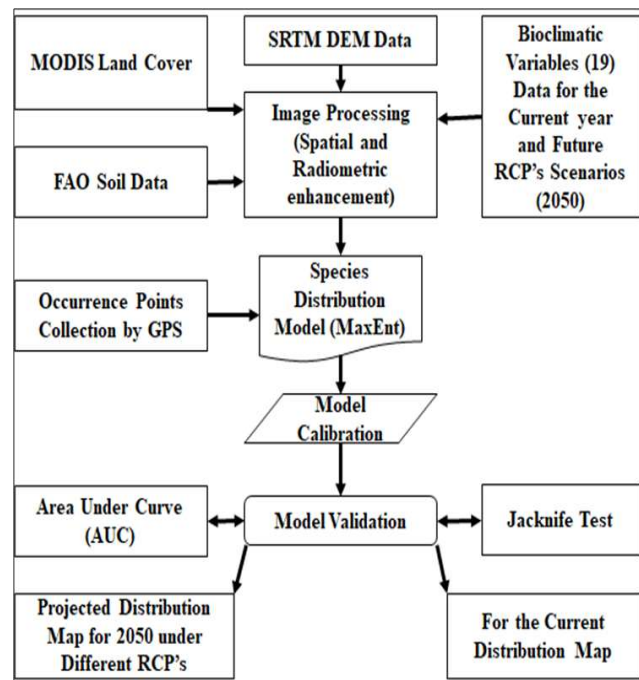 MODIS Land Cover
SRTM DEM Data
Bioclimatic
Variables (19)
Data for the
Current year
and Future
RCP's Scenarios
(2050)
Image Processing
(Spatial and
Radiometric
enhancement)
FAO Soil Data
Species
Distribution
Model (MaxEnt)
Occurrence Points
Collection by GPS
Model
Calibration
Area Under Curve
(AUC)
Model Validation
Jacknife Test
Projected Distribution
Map for 2050 under
Different RCP's
For the Current
Distribution Map